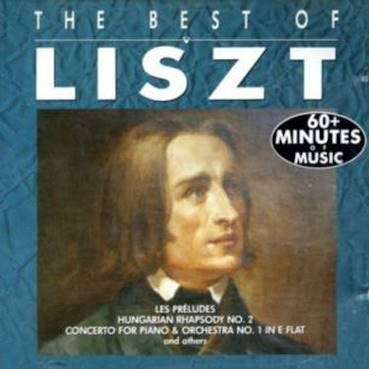 THE BEST OF
LISZT
60+
MINUTES
OF
MUSIC
LES PRÉLUDES
HUNGARIAN RHAPSODY NO. 2
CONCERTO FOR PIANO & ORCHESTRA NO. 1 IN E FLAT
and others